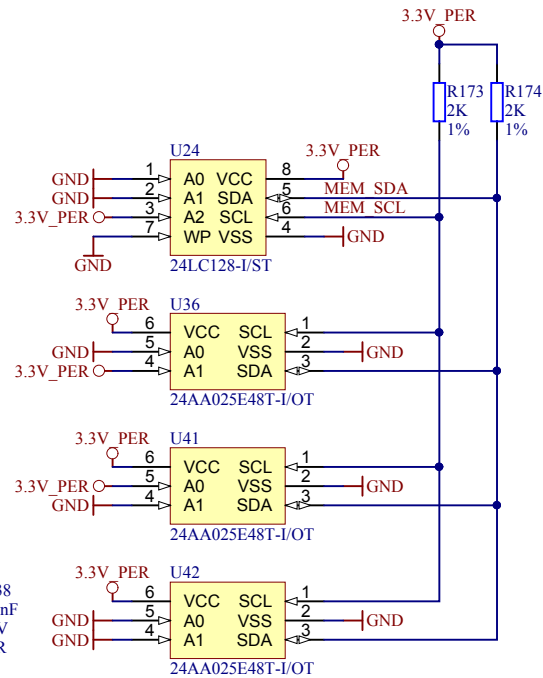 3.3V_PER
R173
2K
1%
R174
2K
1%
U24
3.3V_PER
GND 1 A0 VCC 8
GND 2 A1 SDA 5 MEM_SDA
3.3V_PER 3 A2 SCL 6 MEM_SCL
7 WP VSS 4 GND
GND
24LC128-I/ST
3.3V_PER
U36
6 VCC SCL 1
GND 5 A0 VSS 2 GND
3.3V_PER 4 A1 SDA 3
24AA025E48T-I/OT
3.3V_PER
U41
6 VCC SCL 1
3.3V_PER 5 A0 VSS 2 GND
GND 4 A1 SDA 3
24AA025E48T-I/OT
3.3V_PER
U42
38
nF
V
R
6 VCC SCL 1
GND 5 A0 VSS 2 GND
GND 4 A1 SDA 3
24AA025E48T-I/OT